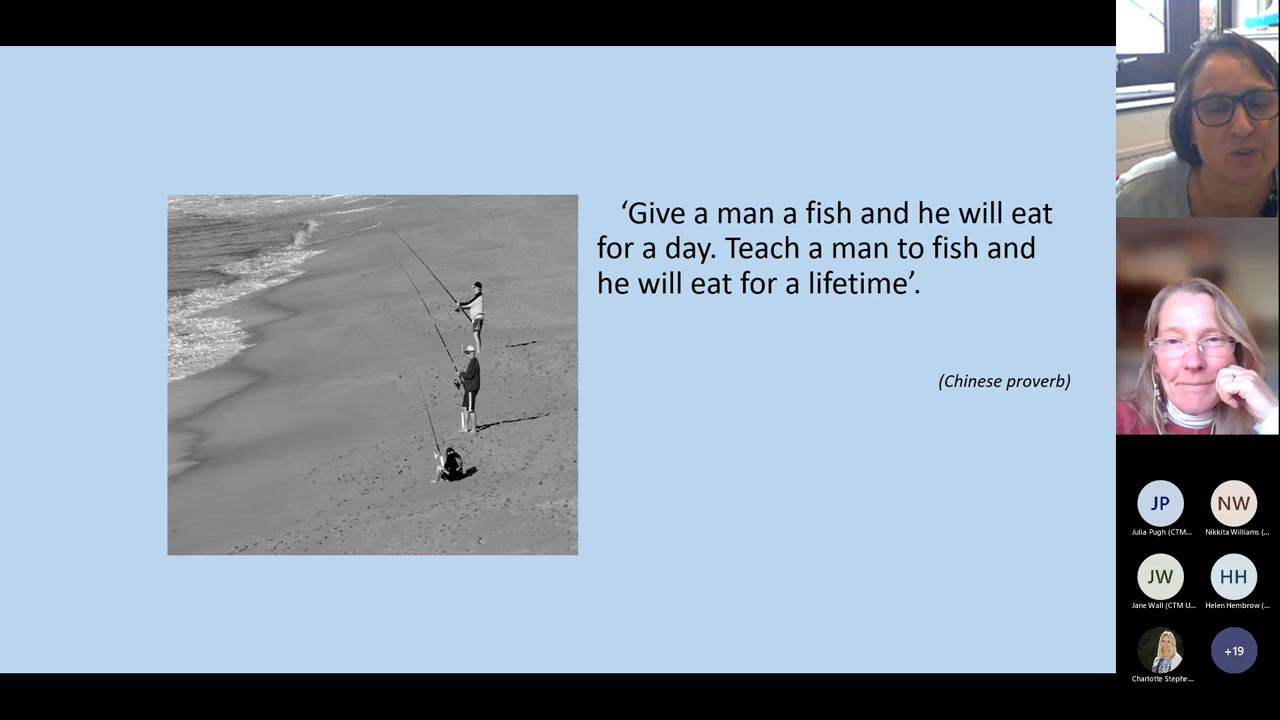 ‘Give a man a fish and he will eat
for a day. Teach a man to fish and
he will eat for a lifetime’.
(Chinese proverb)
JP
NW
Julia Pugh (CTM...
Nikkita Williams (...
JW
HH
Jane Wall (CTM U...
Helen Hembrow (...
+19
Charlotte Stephe...